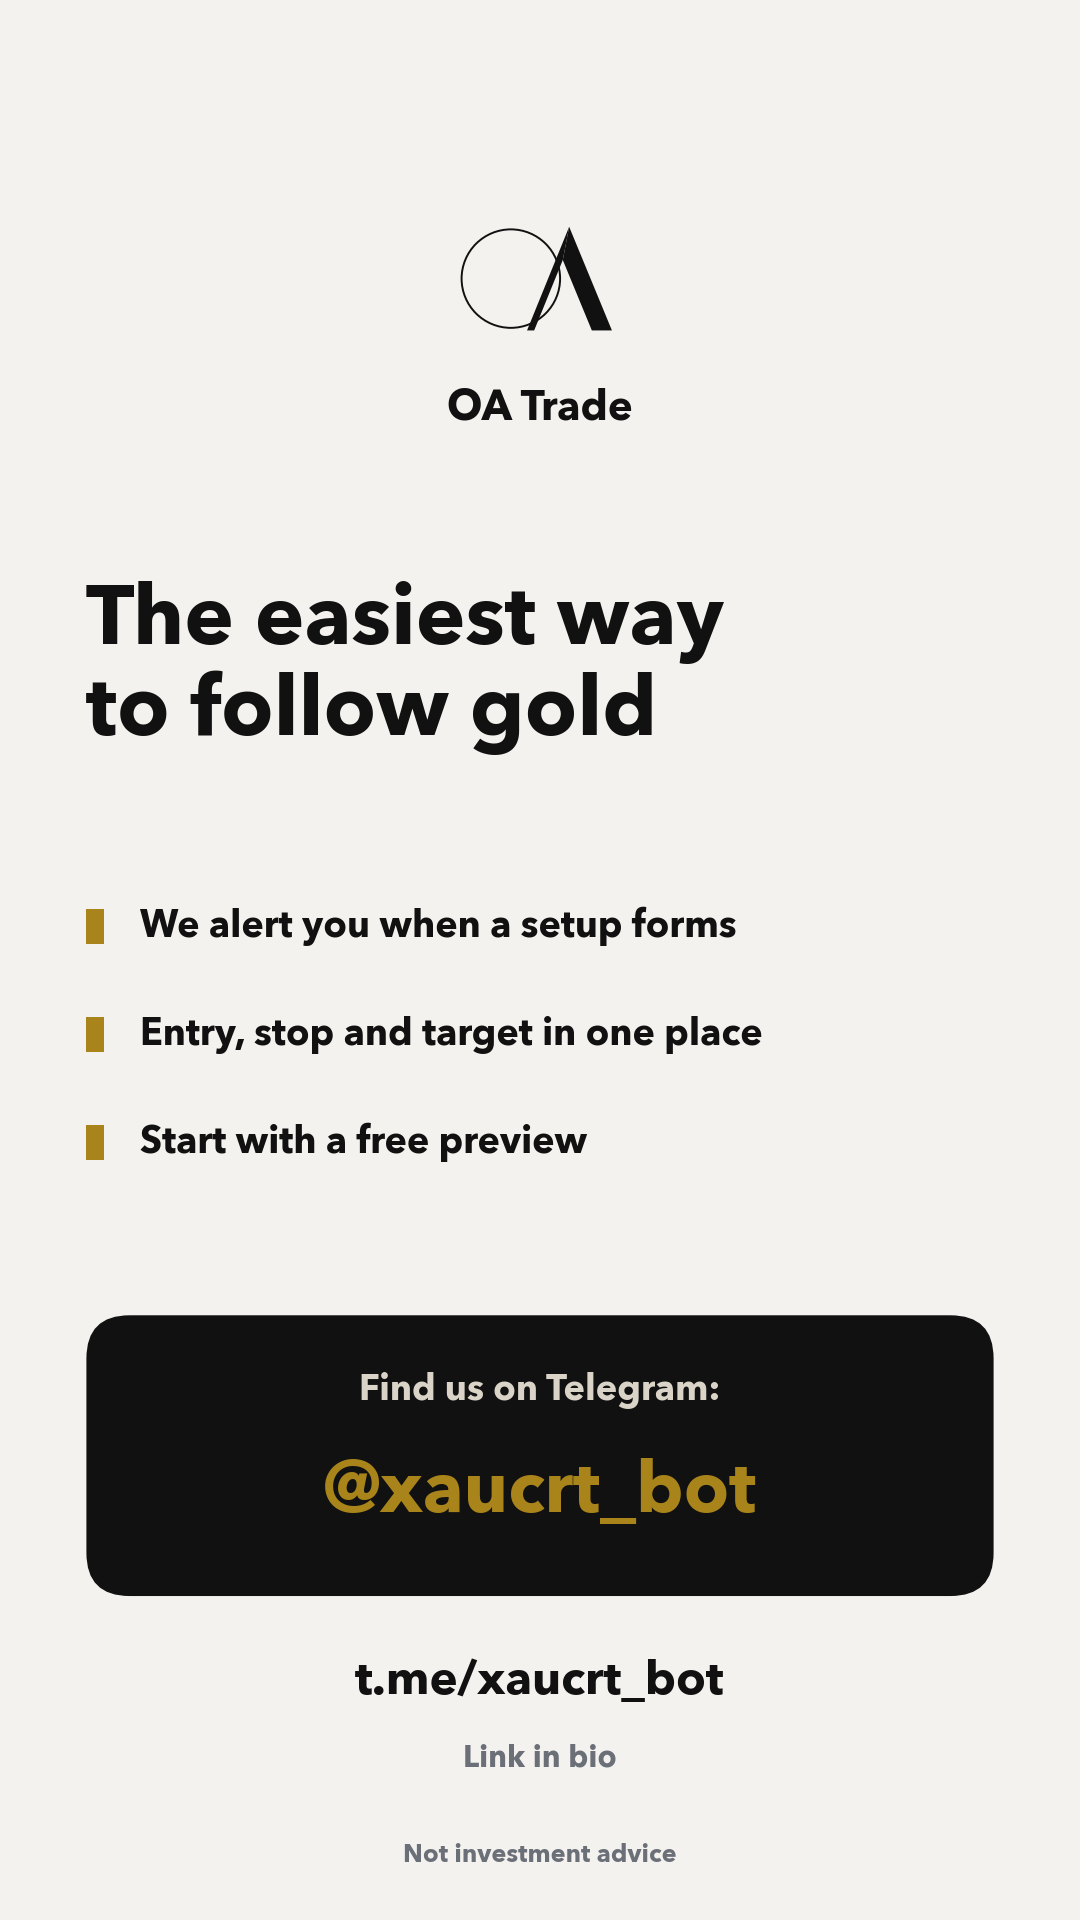 OA
OA Trade
The easiest way
to follow gold
We alert you when a setup forms
Entry, stop and target in one place
Start with a free preview
Find us on Telegram:
@xaucrt_bot
t.me/xaucrt_bot
Link in bio
Not investment advice